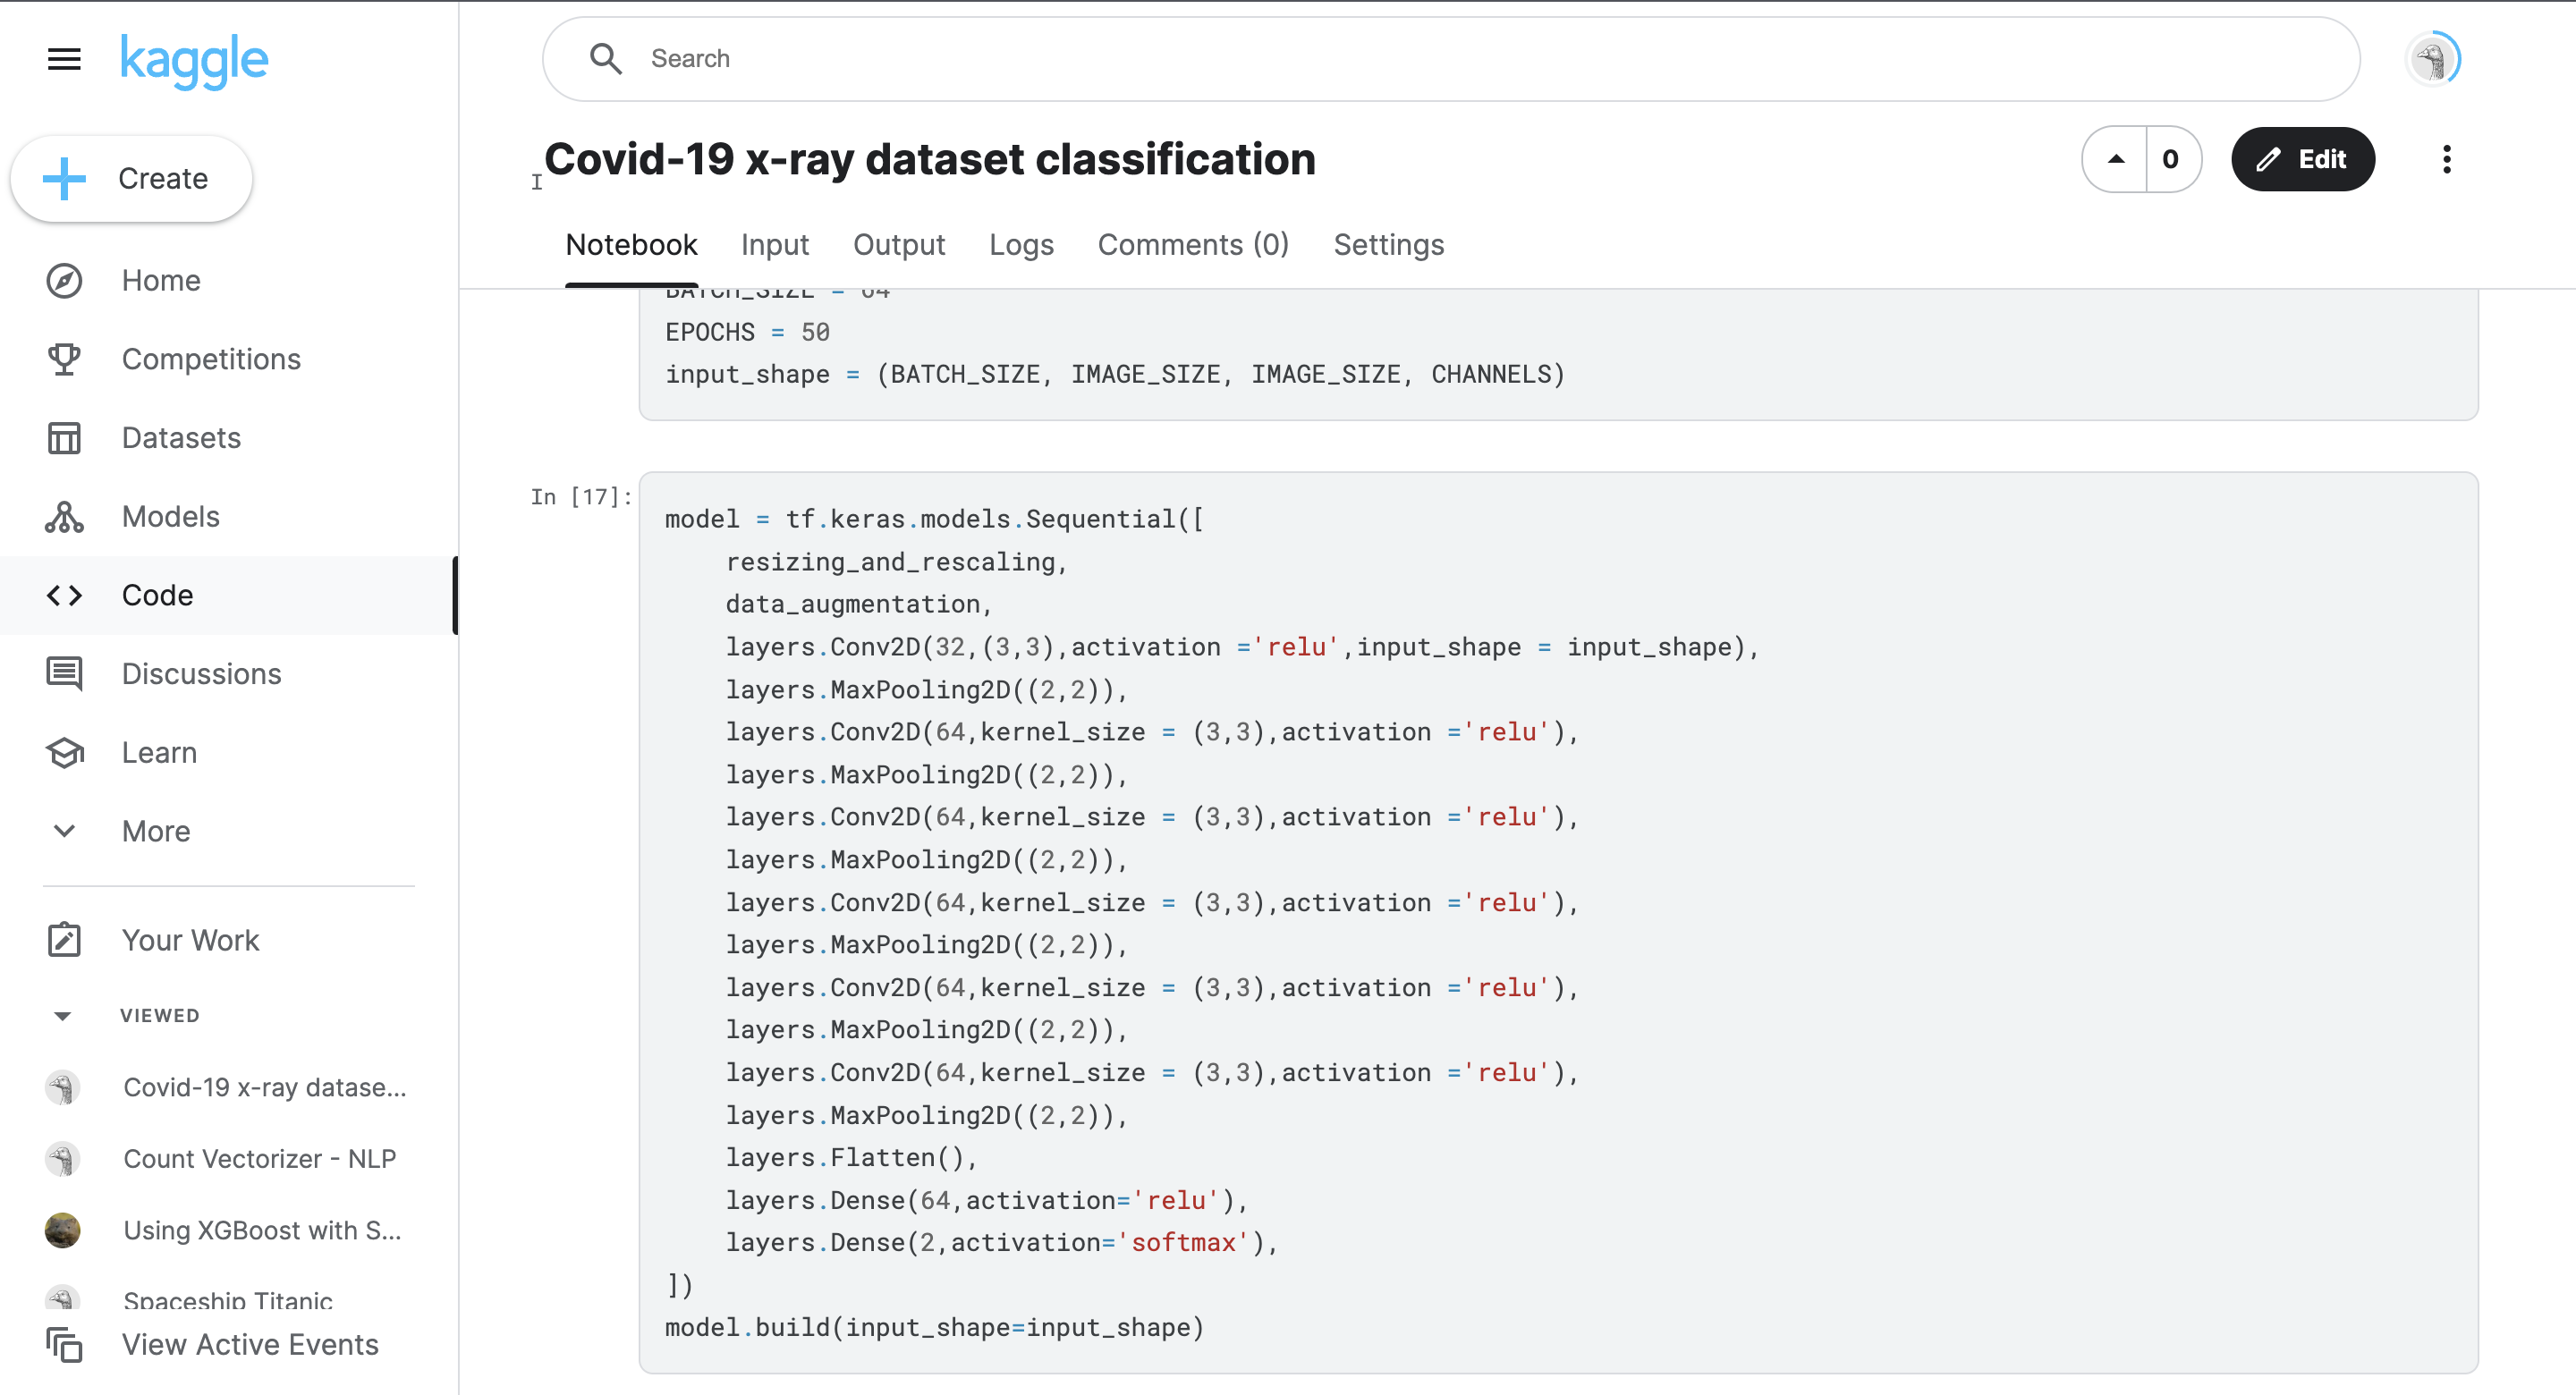 kaggle
Search
Create
Home
Competitions
Datasets
Models
Code
Discussions
Learn
More
Your Work
VIEWED
Covid-19 x-ray datase...
Count Vectorizer - NLP
Using XGBoost with S...
Spaceship Titanic
View Active Events
Covid-19 x-ray dataset classification
0
Edit
Notebook Input Output Logs Comments (0) Settings
BATCH_SIZE = 64
EPOCHS = 50
input_shape = (BATCH_SIZE, IMAGE_SIZE, IMAGE_SIZE, CHANNELS)
In [17]:
model = tf.keras.models.Sequential([
    resizing_and_rescaling,
    data_augmentation,
    layers.Conv2D(32,(3,3),activation ='relu',input_shape = input_shape),
    layers.MaxPooling2D((2,2)),
    layers.Conv2D(64,kernel_size = (3,3),activation ='relu'),
    layers.MaxPooling2D((2,2)),
    layers.Conv2D(64,kernel_size = (3,3),activation ='relu'),
    layers.MaxPooling2D((2,2)),
    layers.Conv2D(64,kernel_size = (3,3),activation ='relu'),
    layers.MaxPooling2D((2,2)),
    layers.Conv2D(64,kernel_size = (3,3),activation ='relu'),
    layers.MaxPooling2D((2,2)),
    layers.Conv2D(64,kernel_size = (3,3),activation ='relu'),
    layers.MaxPooling2D((2,2)),
    layers.Flatten(),
    layers.Dense(64,activation='relu'),
    layers.Dense(2,activation='softmax'),
])
model.build(input_shape=input_shape)